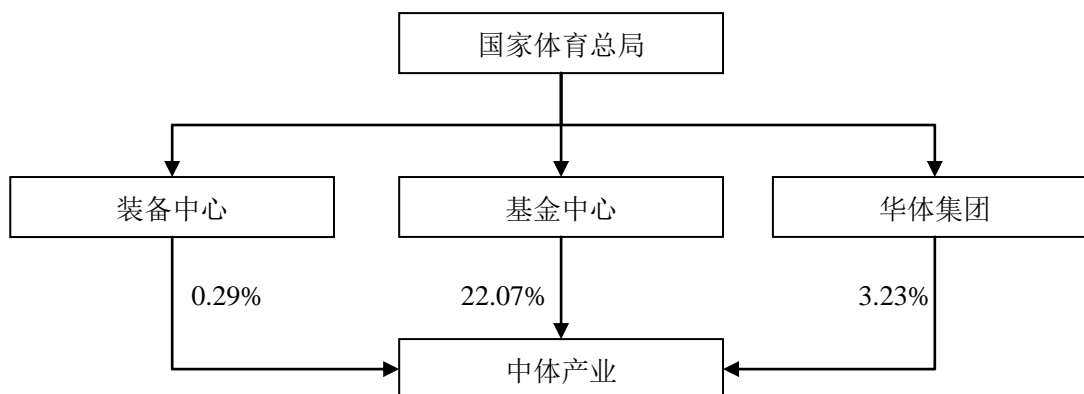 国家体育总局
装备中心
基金中心
华体集团
0.29%
22.07%
3.23%
中体产业